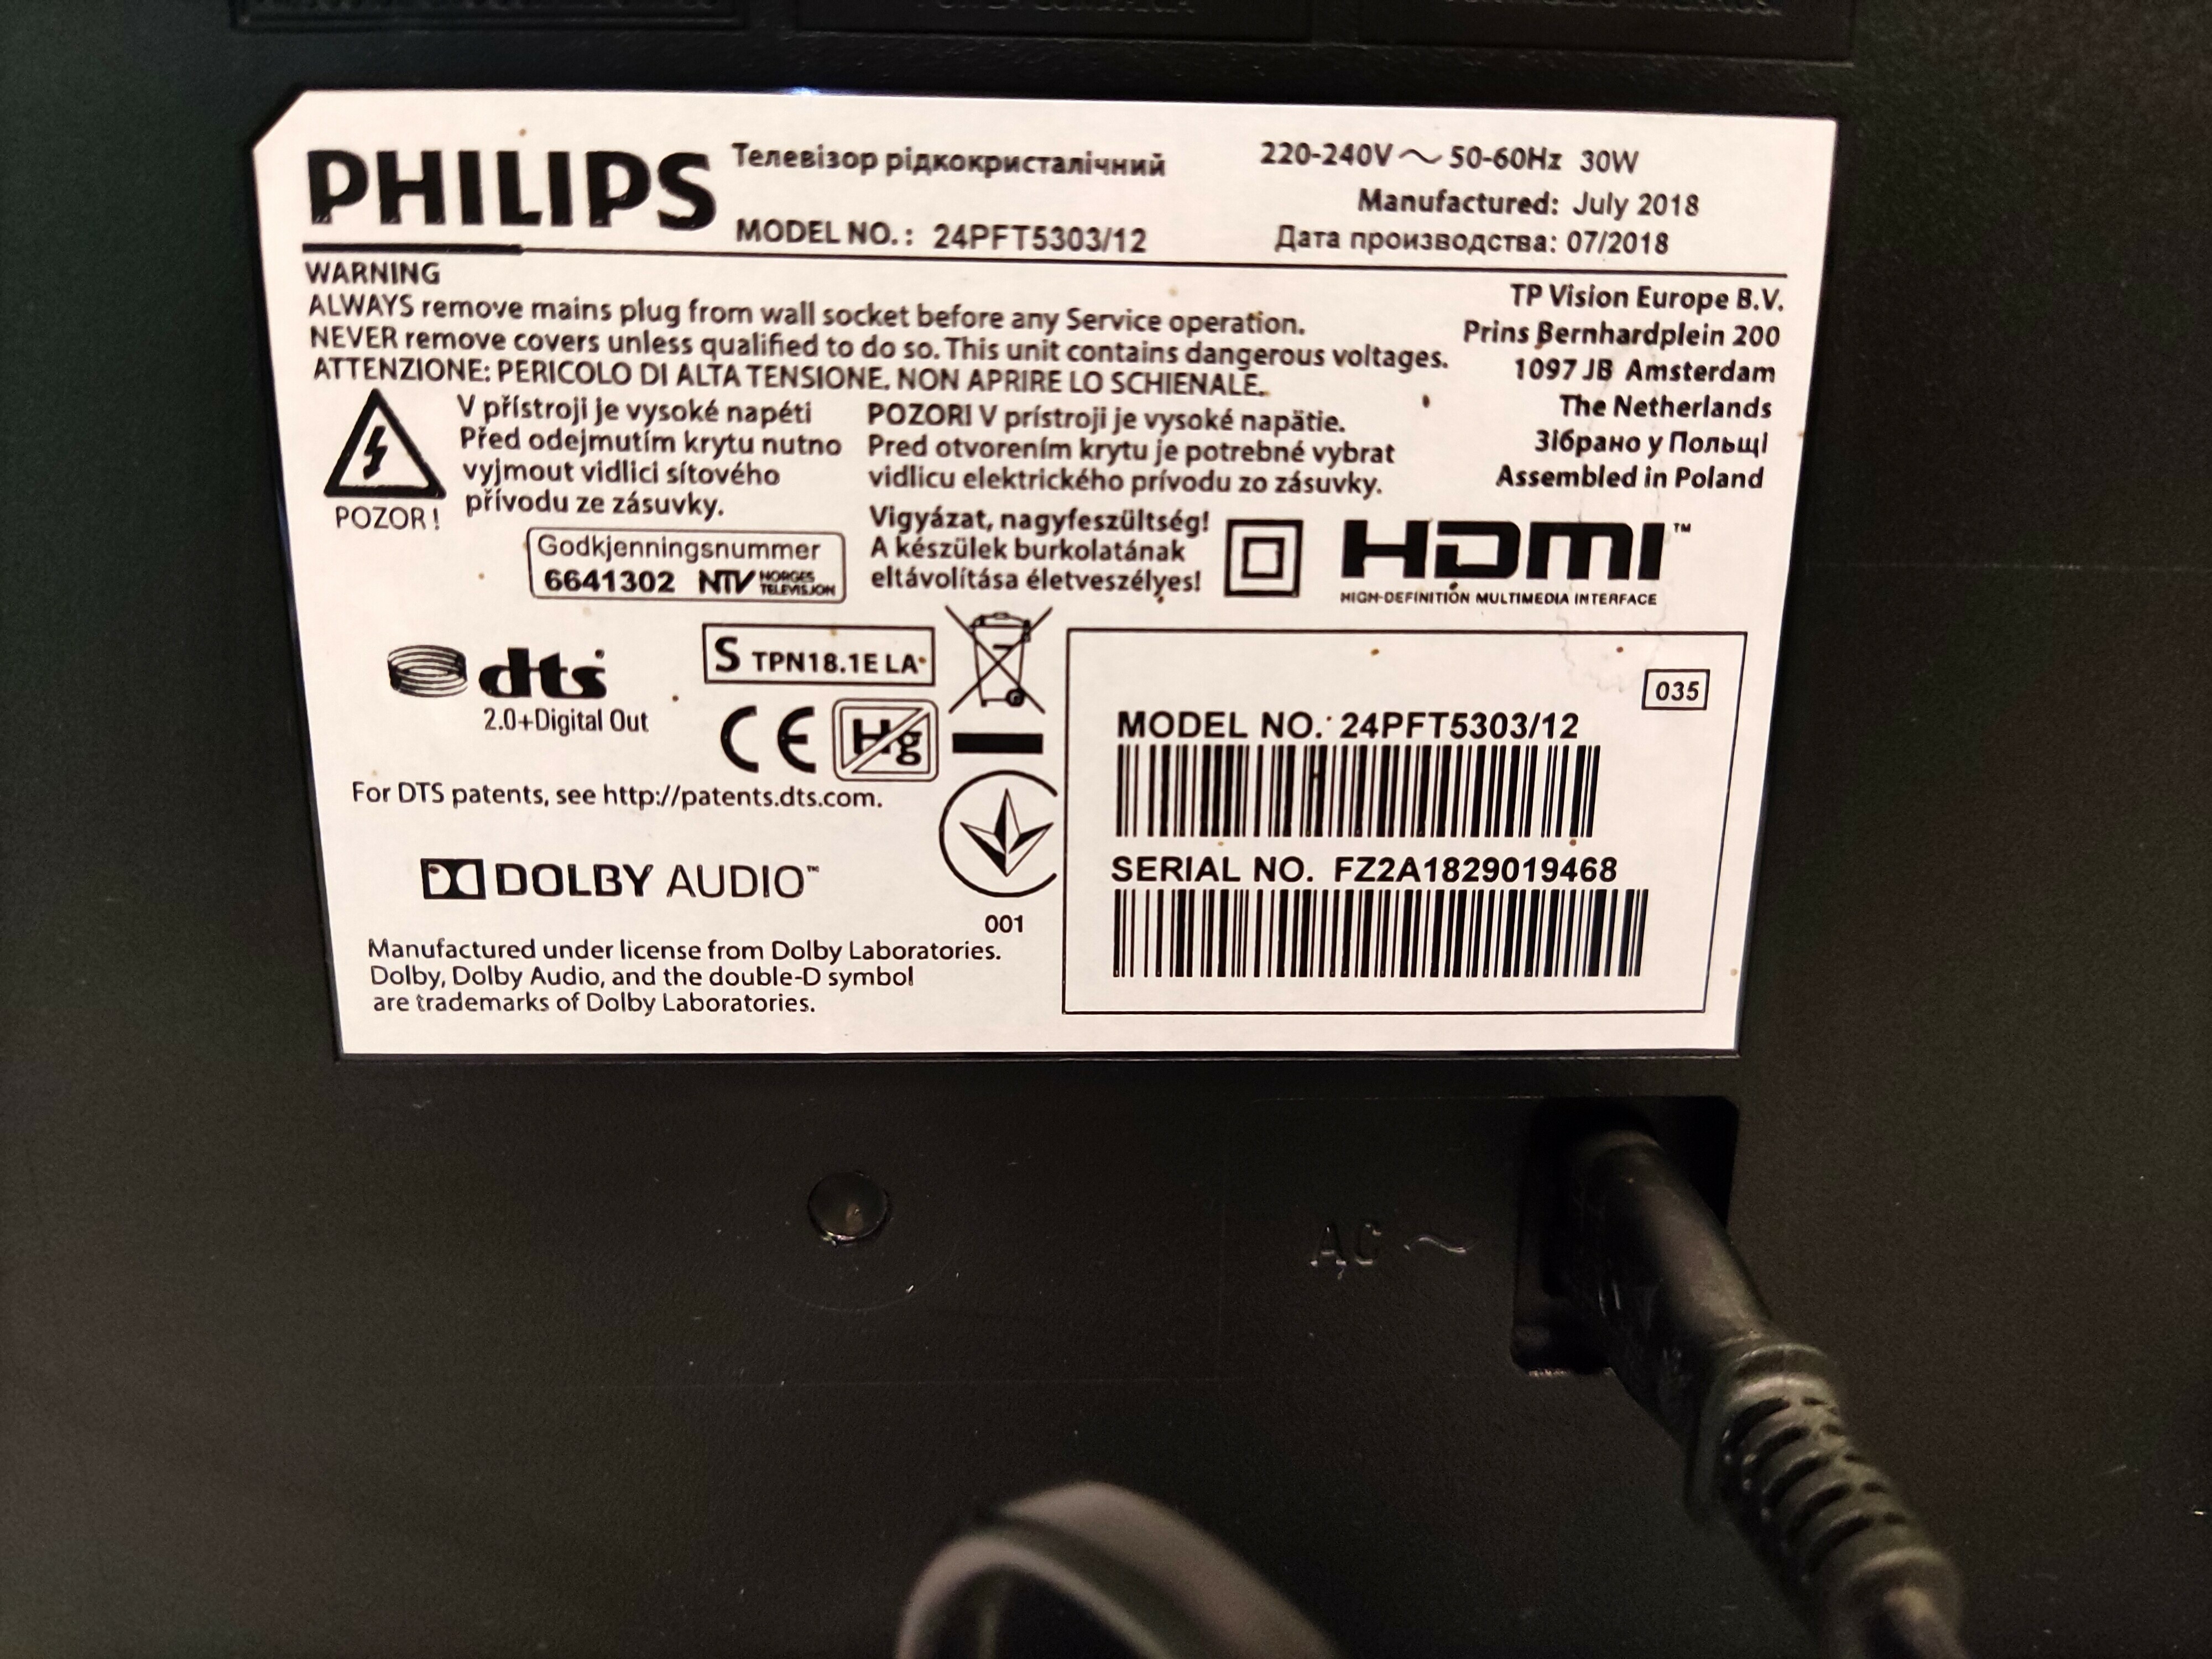 PHILIPS
Телевізор рідкокристалічний
MODEL NO.: 24PFT5303/12
220-240V ~ 50-60Hz 30W
Manufactured: July 2018
Дата производства: 07/2018
WARNING
ALWAYS remove mains plug from wall socket before any Service operation.
NEVER remove covers unless qualified to do so. This unit contains dangerous voltages.
ATTENZIONE: PERICOLO DI ALTA TENSIONE. NON APRIRE LO SCHIENALE.
TP Vision Europe B.V.
Prins Bernhardplein 200
1097 JB Amsterdam
The Netherlands
Зібрано у Польщі
Assembled in Poland
POZOR!
V přístroji je vysoké napéti
Před odejmutím krytu nutno
vyjmout vidlici sítového
přívodu ze zásuvky.
POZORI V prístroji je vysoké napätie.
Pred otvorením krytu je potrebné vybrat
vidlicu elektrického prívodu zo zásuvky.
Vigyázat, nagyfeszültség!
A készülek burkolatának
eltávolítása életveszélyes!
Godkjenningsnummer
6641302 NTV NORGES TELEVISJON
HDMI™
HIGH-DEFINITION MULTIMEDIA INTERFACE
dts
2.0+Digital Out
S TPN18.1E LA
CE Hg
For DTS patents, see http://patents.dts.com.
DOLBY AUDIO™
001
Manufactured under license from Dolby Laboratories.
Dolby, Dolby Audio, and the double-D symbol
are trademarks of Dolby Laboratories.
035
MODEL NO.: 24PFT5303/12
SERIAL NO. FZ2A1829019468
AC ~